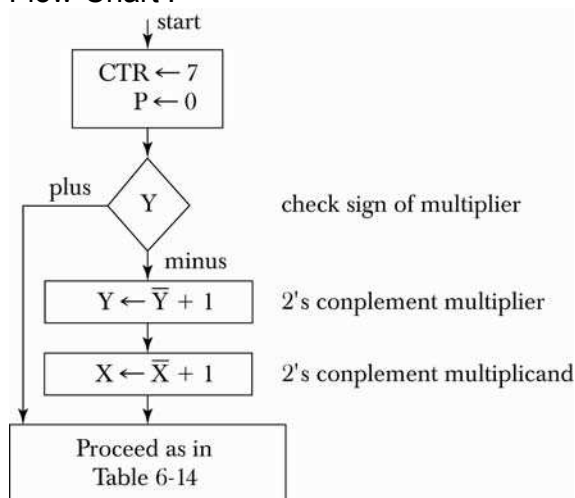 Flow Chart :
start
CTR ← 7
P ← 0
plus
Y
check sign of multiplier
minus
Y ← Y̅ + 1
2's conplement multiplier
X ← X̅ + 1
2's conplement multiplicand
Proceed as in
Table 6-14